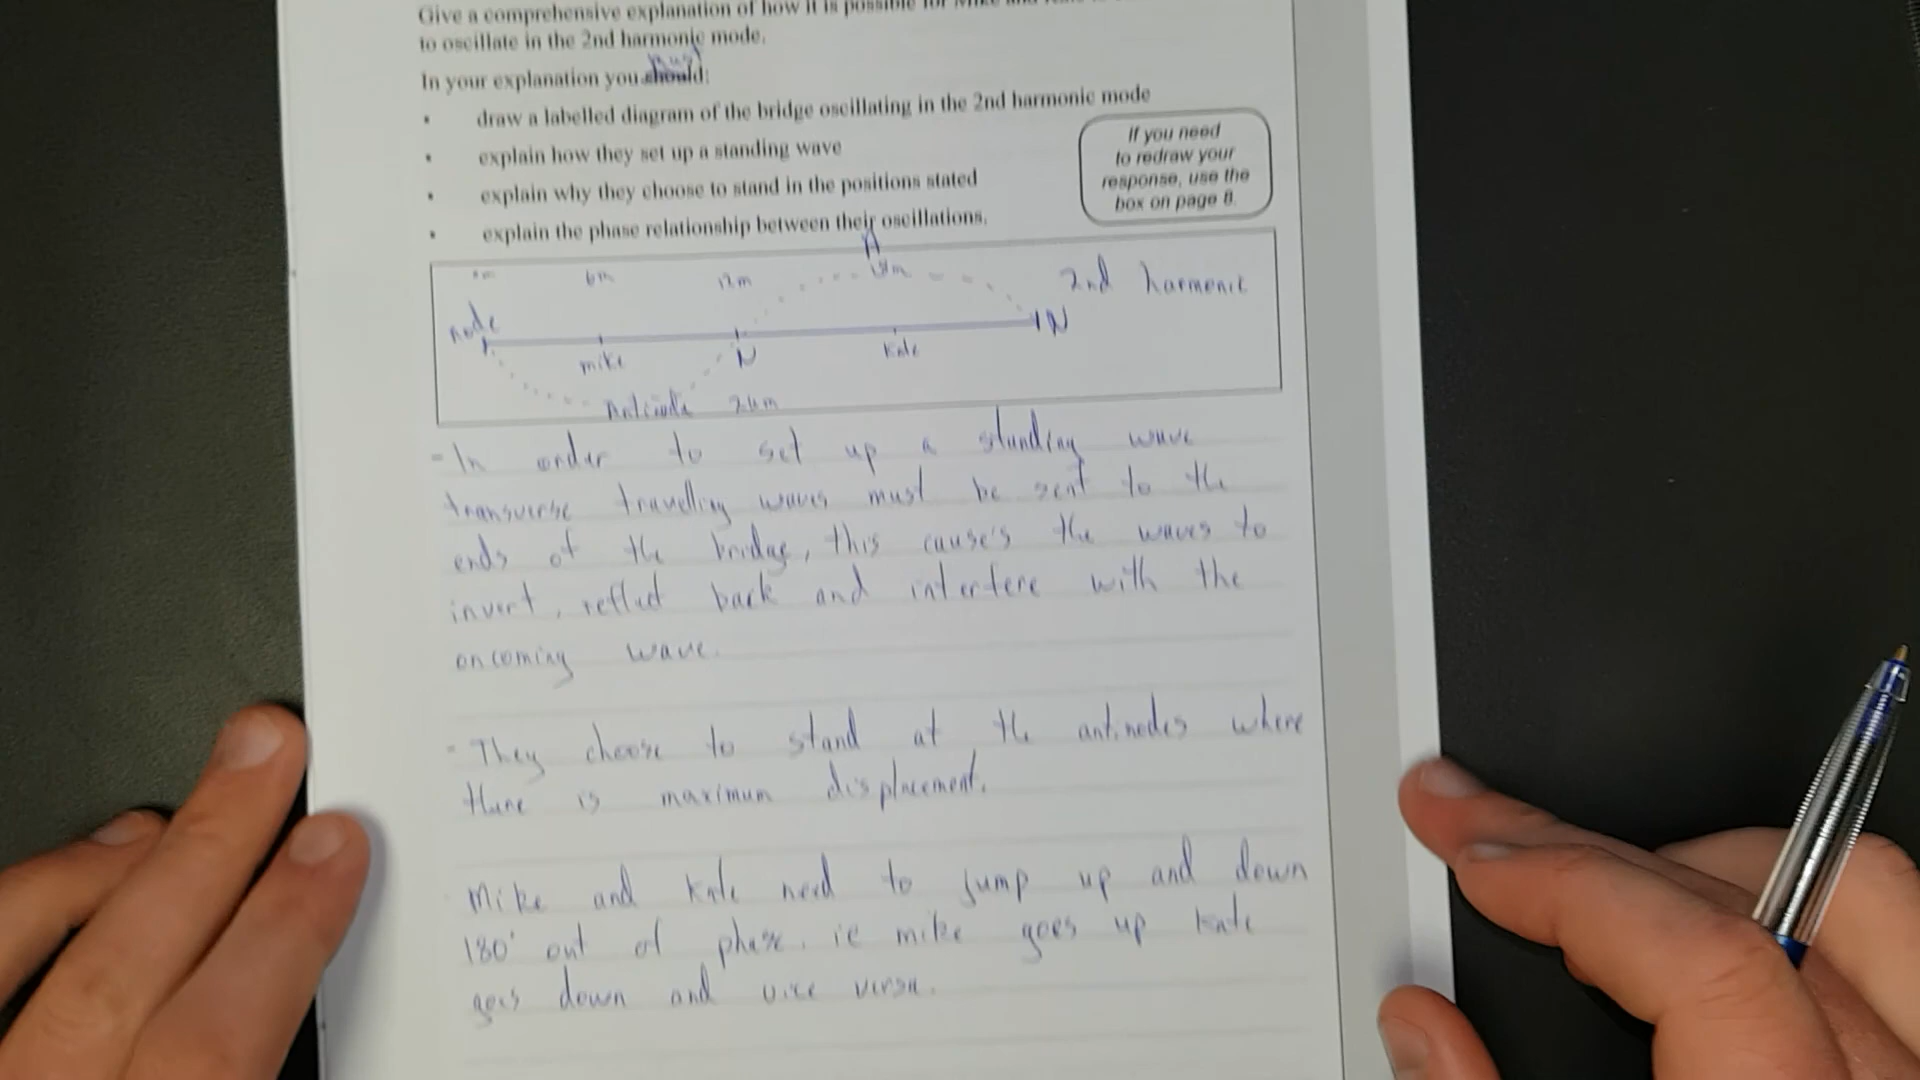 Give a comprehensive explanation of how it is possible for Mike and
to oscillate in the 2nd harmonic mode.
must
In your explanation you should:
• draw a labelled diagram of the bridge oscillating in the 2nd harmonic mode
• explain how they set up a standing wave
• explain why they choose to stand in the positions stated
• explain the phase relationship between their oscillations.
If you need
to redraw your
response, use the
box on page 8.
A
6m 12m 18m 2nd harmonic
node N
mike N Kate
Antinode 24m
- In order to set up a standing wave
transverse travelling waves must be sent to the
ends of the bridge, this cause's the waves to
invert, reflect back and interfere with the
oncoming wave.
- They choose to stand at the antinodes where
there is maximum displacement.
Mike and Kate need to jump up and down
180° out of phase. ie mike goes up Kate
goes down and vice versa.